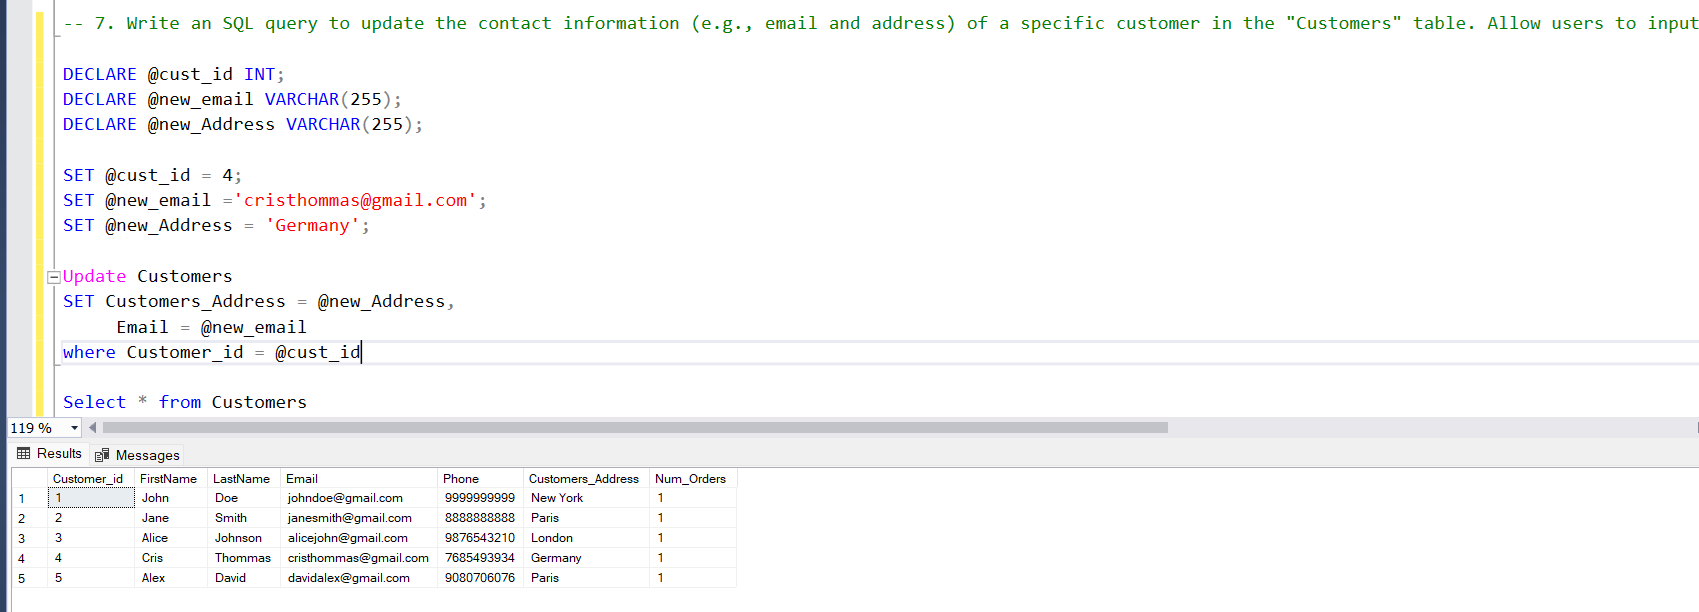 -- 7. Write an SQL query to update the contact information (e.g., email and address) of a specific customer in the "Customers" table. Allow users to input
DECLARE @cust_id INT;
DECLARE @new_email VARCHAR(255);
DECLARE @new_Address VARCHAR(255);
SET @cust_id = 4;
SET @new_email ='cristhommas@gmail.com';
SET @new_Address = 'Germany';
Update Customers
SET Customers_Address = @new_Address,
Email = @new_email
where Customer_id = @cust_id
Select * from Customers
119 %
Results Messages
Customer_id FirstName LastName Email Phone Customers_Address Num_Orders
1 1 John Doe johndoe@gmail.com 9999999999 New York 1
2 2 Jane Smith janesmith@gmail.com 8888888888 Paris 1
3 3 Alice Johnson alicejohn@gmail.com 9876543210 London 1
4 4 Cris Thommas cristhommas@gmail.com 7685493934 Germany 1
5 5 Alex David davidalex@gmail.com 9080706076 Paris 1